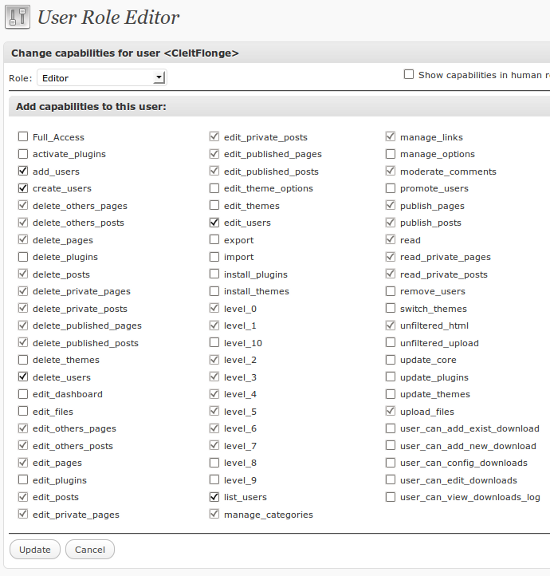 User Role Editor
Change capabilities for user <CleltFlonge>
Role: Editor
Show capabilities in human
Add capabilities to this user:
Full_Access
activate_plugins
add_users
create_users
delete_others_pages
delete_others_posts
delete_pages
delete_plugins
delete_posts
delete_private_pages
delete_private_posts
delete_published_pages
delete_published_posts
delete_themes
delete_users
edit_dashboard
edit_files
edit_others_pages
edit_others_posts
edit_pages
edit_plugins
edit_posts
edit_private_pages
edit_private_posts
edit_published_pages
edit_published_posts
edit_theme_options
edit_themes
edit_users
export
import
install_plugins
install_themes
level_0
level_1
level_10
level_2
level_3
level_4
level_5
level_6
level_7
level_8
level_9
list_users
manage_categories
manage_links
manage_options
moderate_comments
promote_users
publish_pages
publish_posts
read
read_private_pages
read_private_posts
remove_users
switch_themes
unfiltered_html
unfiltered_upload
update_core
update_plugins
update_themes
upload_files
user_can_add_exist_download
user_can_add_new_download
user_can_config_downloads
user_can_edit_downloads
user_can_view_downloads_log
Update
Cancel